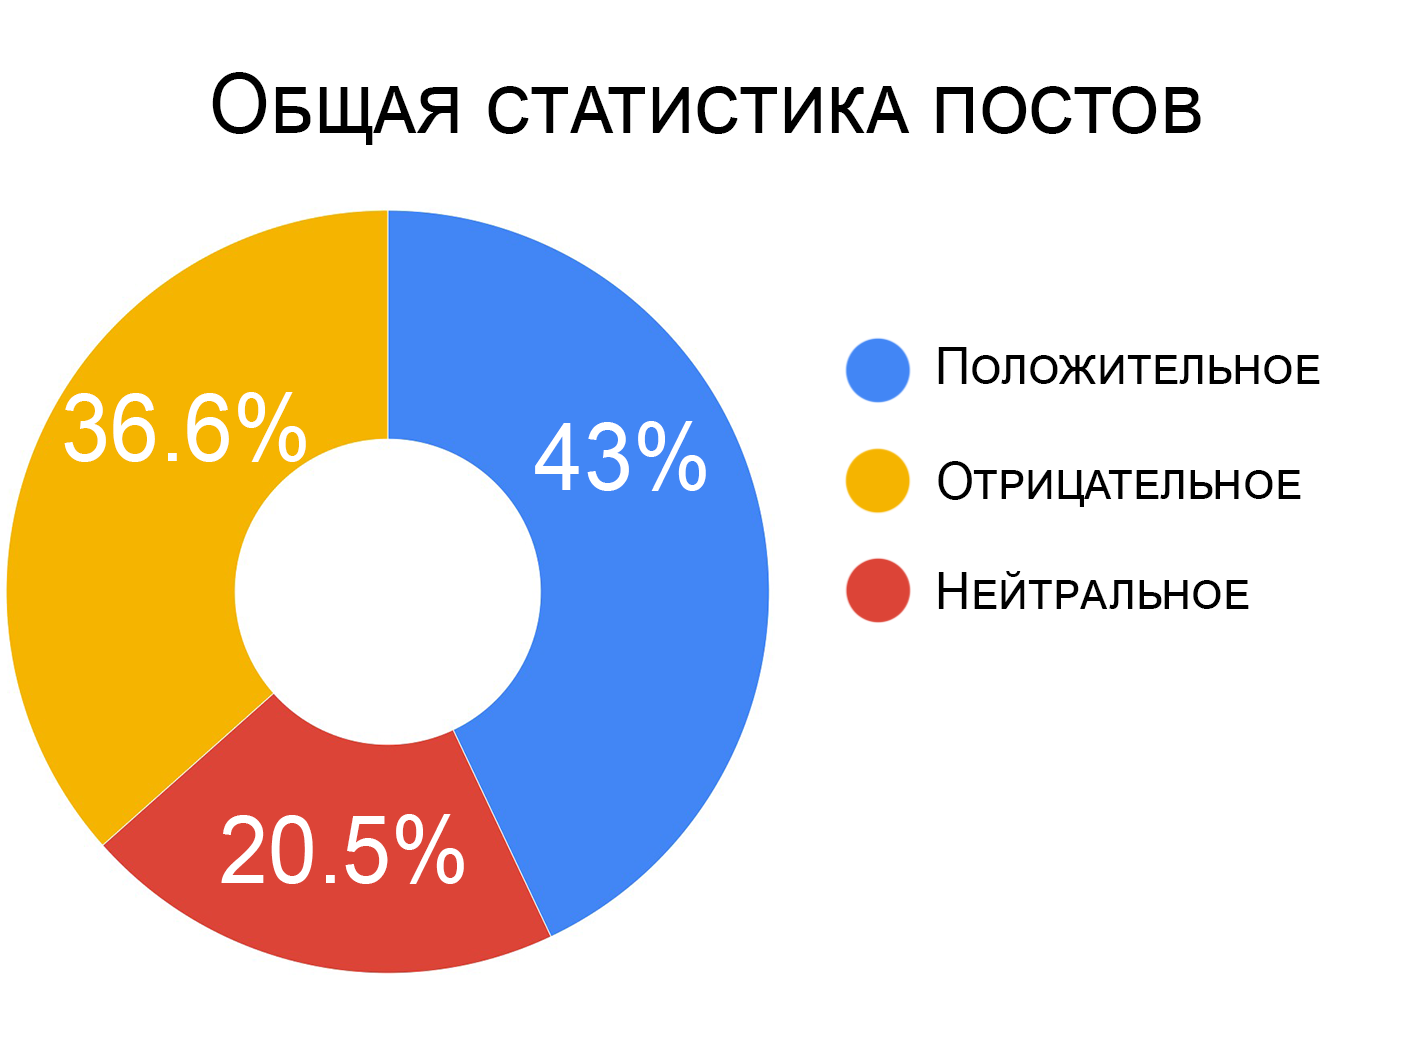 Общая статистика постов
36.6%
43%
20.5%
Положительное
Отрицательное
Нейтральное